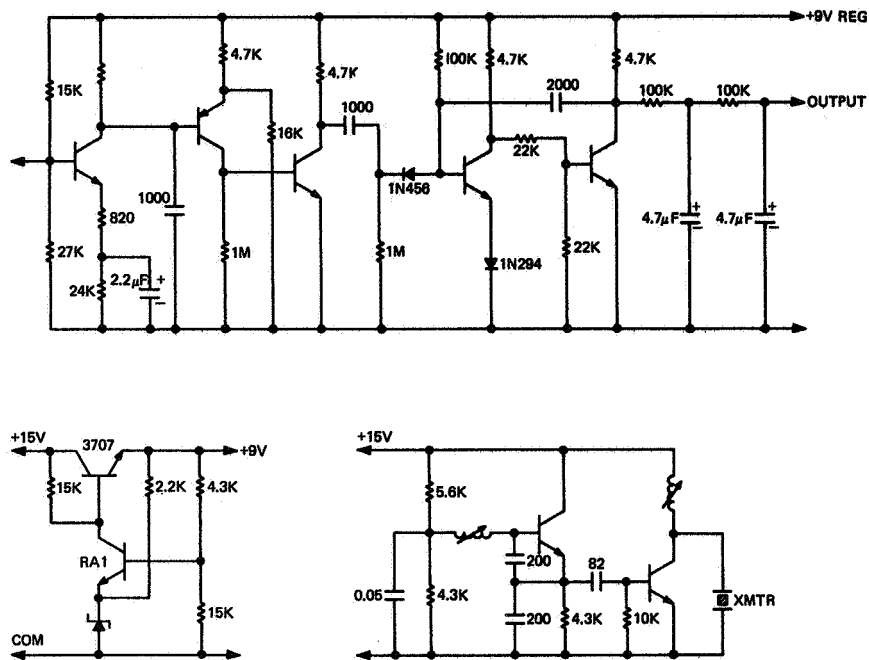 +9V REG
4.7K
4.7K
100K
4.7K
4.7K
15K
2000
100K
100K
1000
OUTPUT
16K
22K
1N456
1000
820
4.7µF +
–
4.7µF +
–
27K
1M
1M
22K
1N294
2.2µF +
–
24K
+15V
3707
+9V
15K
2.2K
4.3K
RA1
15K
COM
+15V
5.6K
200
82
0.05
4.3K
XMTR
200
4.3K
10K